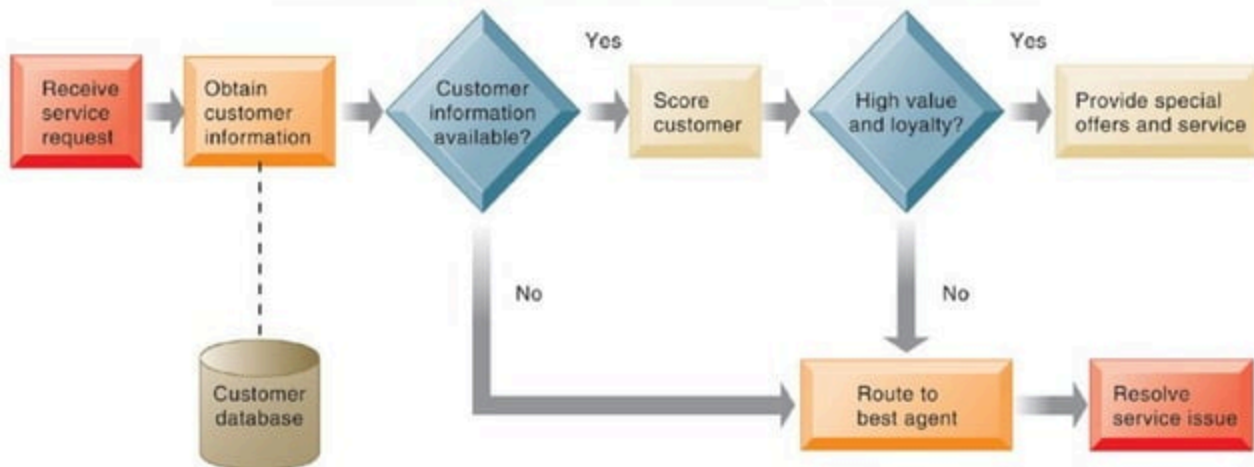 Receive
service
request
Obtain
customer
information
Customer
information
available?
Yes
Score
customer
High value
and loyalty?
Yes
Provide special
offers and service
No
No
Customer
database
Route to
best agent
Resolve
service issue